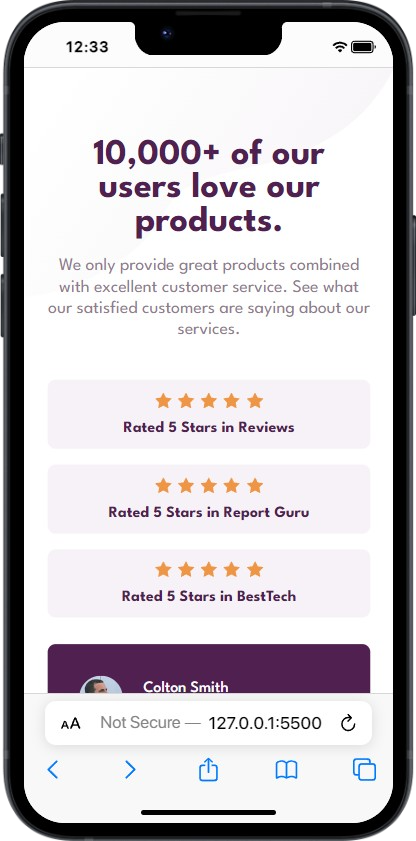 12:33
10,000+ of our
users love our
products.
We only provide great products combined
with excellent customer service. See what
our satisfied customers are saying about our
services.
Rated 5 Stars in Reviews
Rated 5 Stars in Report Guru
Rated 5 Stars in BestTech
Colton Smith
AA Not Secure — 127.0.0.1:5500